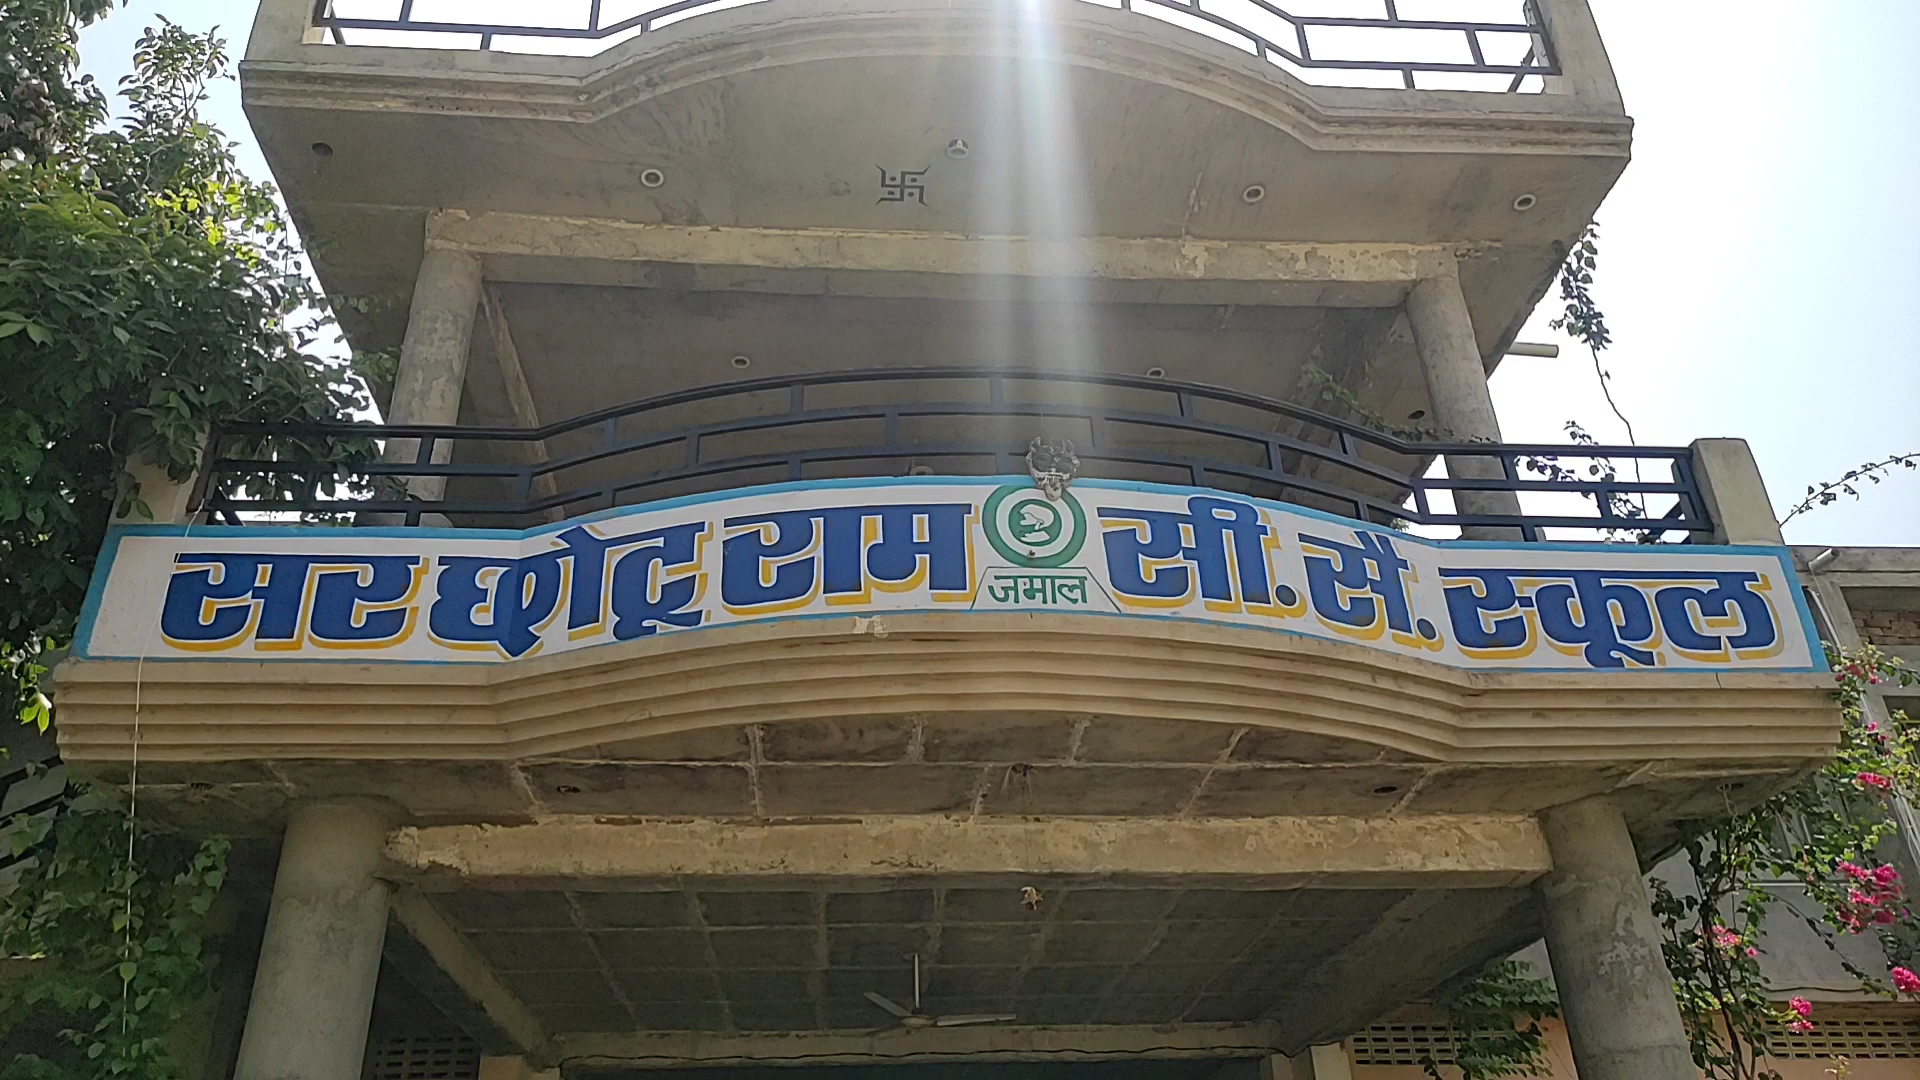 सर छोटू राम सी. सै. स्कूल
जमाल